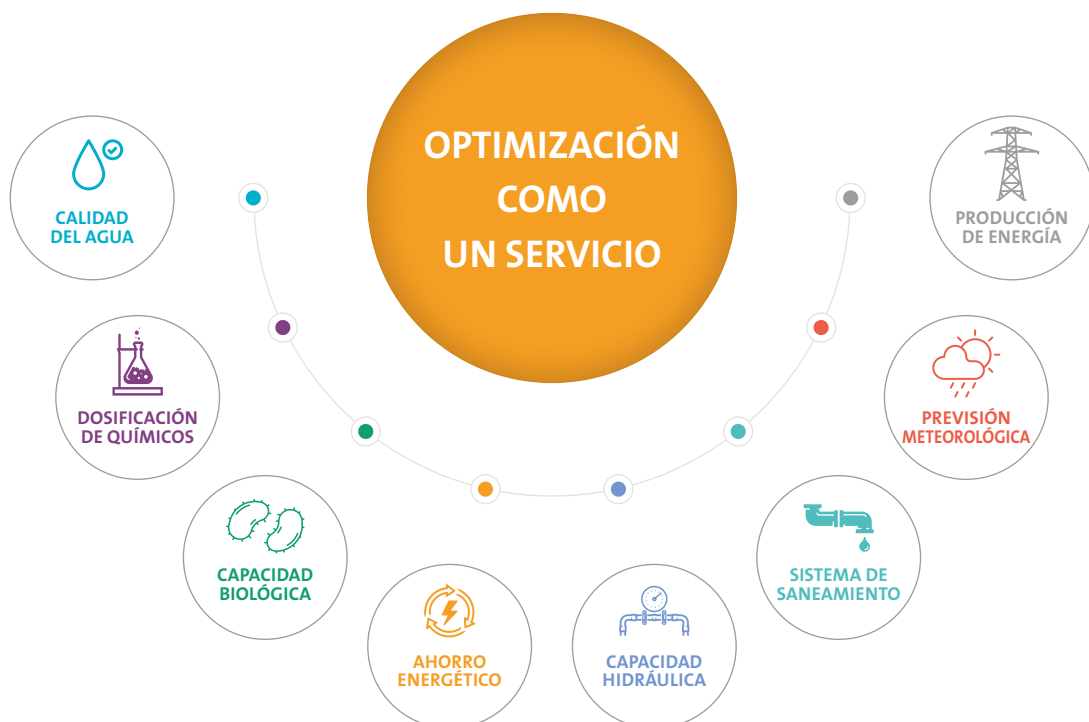 OPTIMIZACIÓN
COMO
UN SERVICIO
CALIDAD
DEL AGUA
DOSIFICACIÓN
DE QUÍMICOS
CAPACIDAD
BIOLÓGICA
AHORRO
ENERGÉTICO
CAPACIDAD
HIDRÁULICA
SISTEMA DE
SANEAMIENTO
PREVISIÓN
METEOROLÓGICA
PRODUCCIÓN
DE ENERGÍA